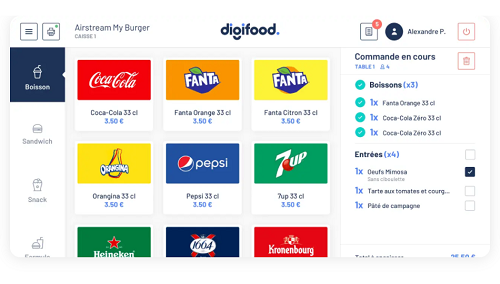 Airstream My Burger
CAISSE 1
digifood.
5
Alexandre P.
Boisson
Sandwich
Snack
Formule
Coca-Cola
Coca-Cola 33 cl
3.50 €
FANTA
Fanta Orange 33 cl
3.50 €
FANTA
Fanta Citron 33 cl
3.50 €
ORANGINA
Orangina 33 cl
3.50 €
pepsi
Pepsi 33 cl
3.50 €
7up
7up 33 cl
3.50 €
Heineken
1664
Kronenbourg
Commande en cours
TABLE 1 4
Boissons (x3)
1x Fanta Orange 33 cl
1x Coca-Cola Zéro 33 cl
1x Coca-Cola Zéro 33 cl
Entrées (x4)
1x Oeufs Mimosa
Sans ciboulette
1x Tarte aux tomates et courg...
1x Pâté de campagne